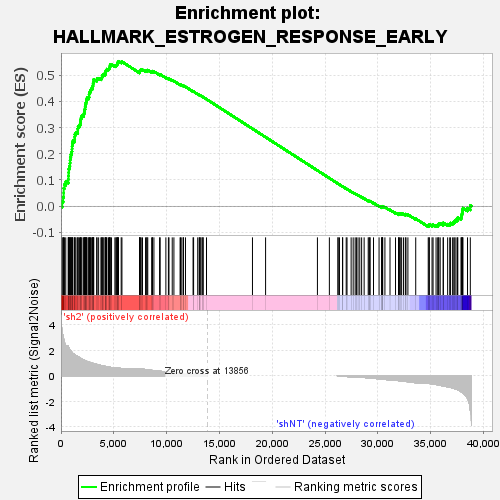 Enrichment plot:
HALLMARK_ESTROGEN_RESPONSE_EARLY
Enrichment score (ES)
0.5
0.4
0.3
0.2
0.1
0.0
-0.1
Ranked list metric (Signal2Noise)
'sh2' (positively correlated)
4
2
0
-2
-4
Zero cross at 13856
'shNT' (negatively correlated)
0 5,000 10,000 15,000 20,000 25,000 30,000 35,000 40,000
Rank in Ordered Dataset
Enrichment profile Hits Ranking metric scores